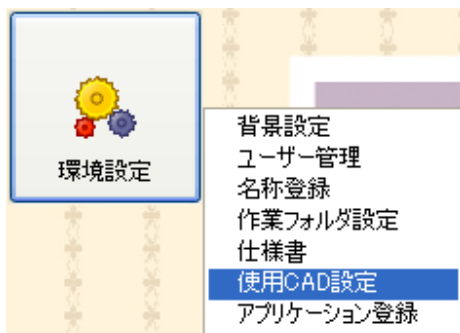 環境設定
背景設定
ユーザー管理
名称登録
作業フォルダ設定
仕様書
使用CAD設定
アプリケーション登録